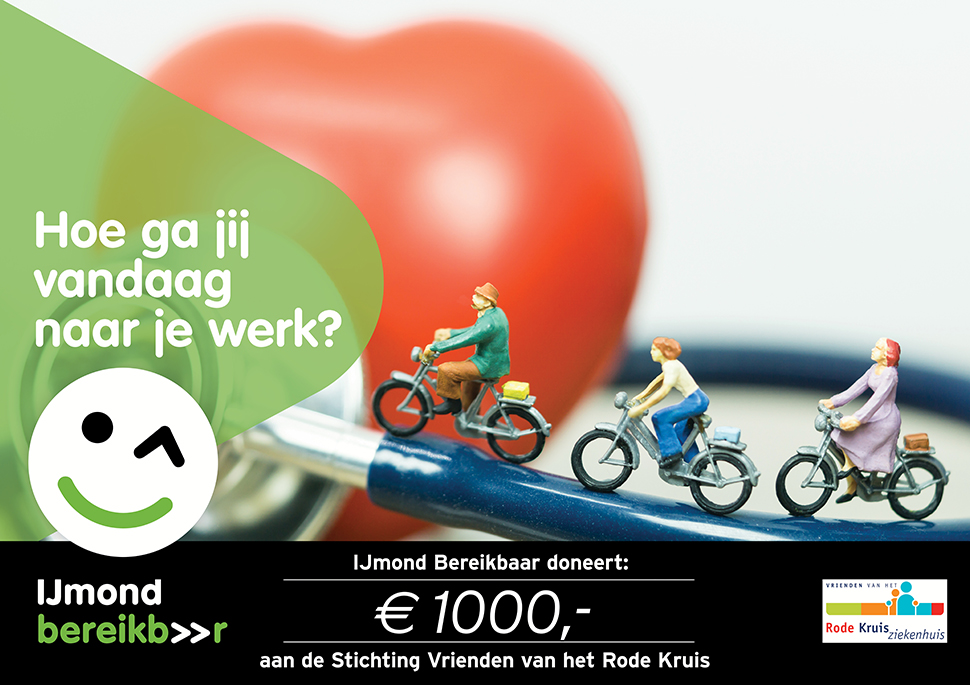 Hoe ga jij
vandaag
naar je werk?
IJmond
bereikb>>r
IJmond Bereikbaar doneert:
€ 1000,-
aan de Stichting Vrienden van het Rode Kruis
VRIENDEN VAN HET
Rode Kruis
ziekenhuis